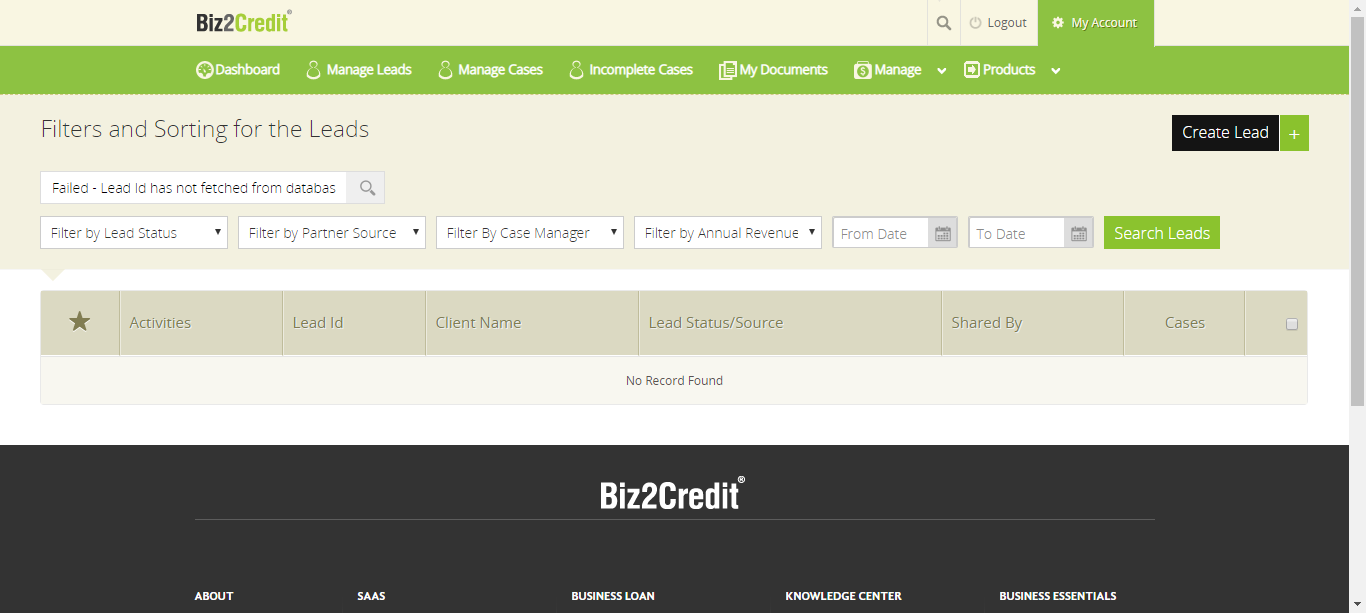 Biz2Credit®
Logout
My Account
Dashboard
Manage Leads
Manage Cases
Incomplete Cases
My Documents
Manage
Products
Filters and Sorting for the Leads
Create Lead +
Failed - Lead Id has not fetched from databas
Filter by Lead Status
Filter by Partner Source
Filter By Case Manager
Filter by Annual Revenue
From Date
To Date
Search Leads
Activities
Lead Id
Client Name
Lead Status/Source
Shared By
Cases
No Record Found
Biz2Credit®
ABOUT
SAAS
BUSINESS LOAN
KNOWLEDGE CENTER
BUSINESS ESSENTIALS